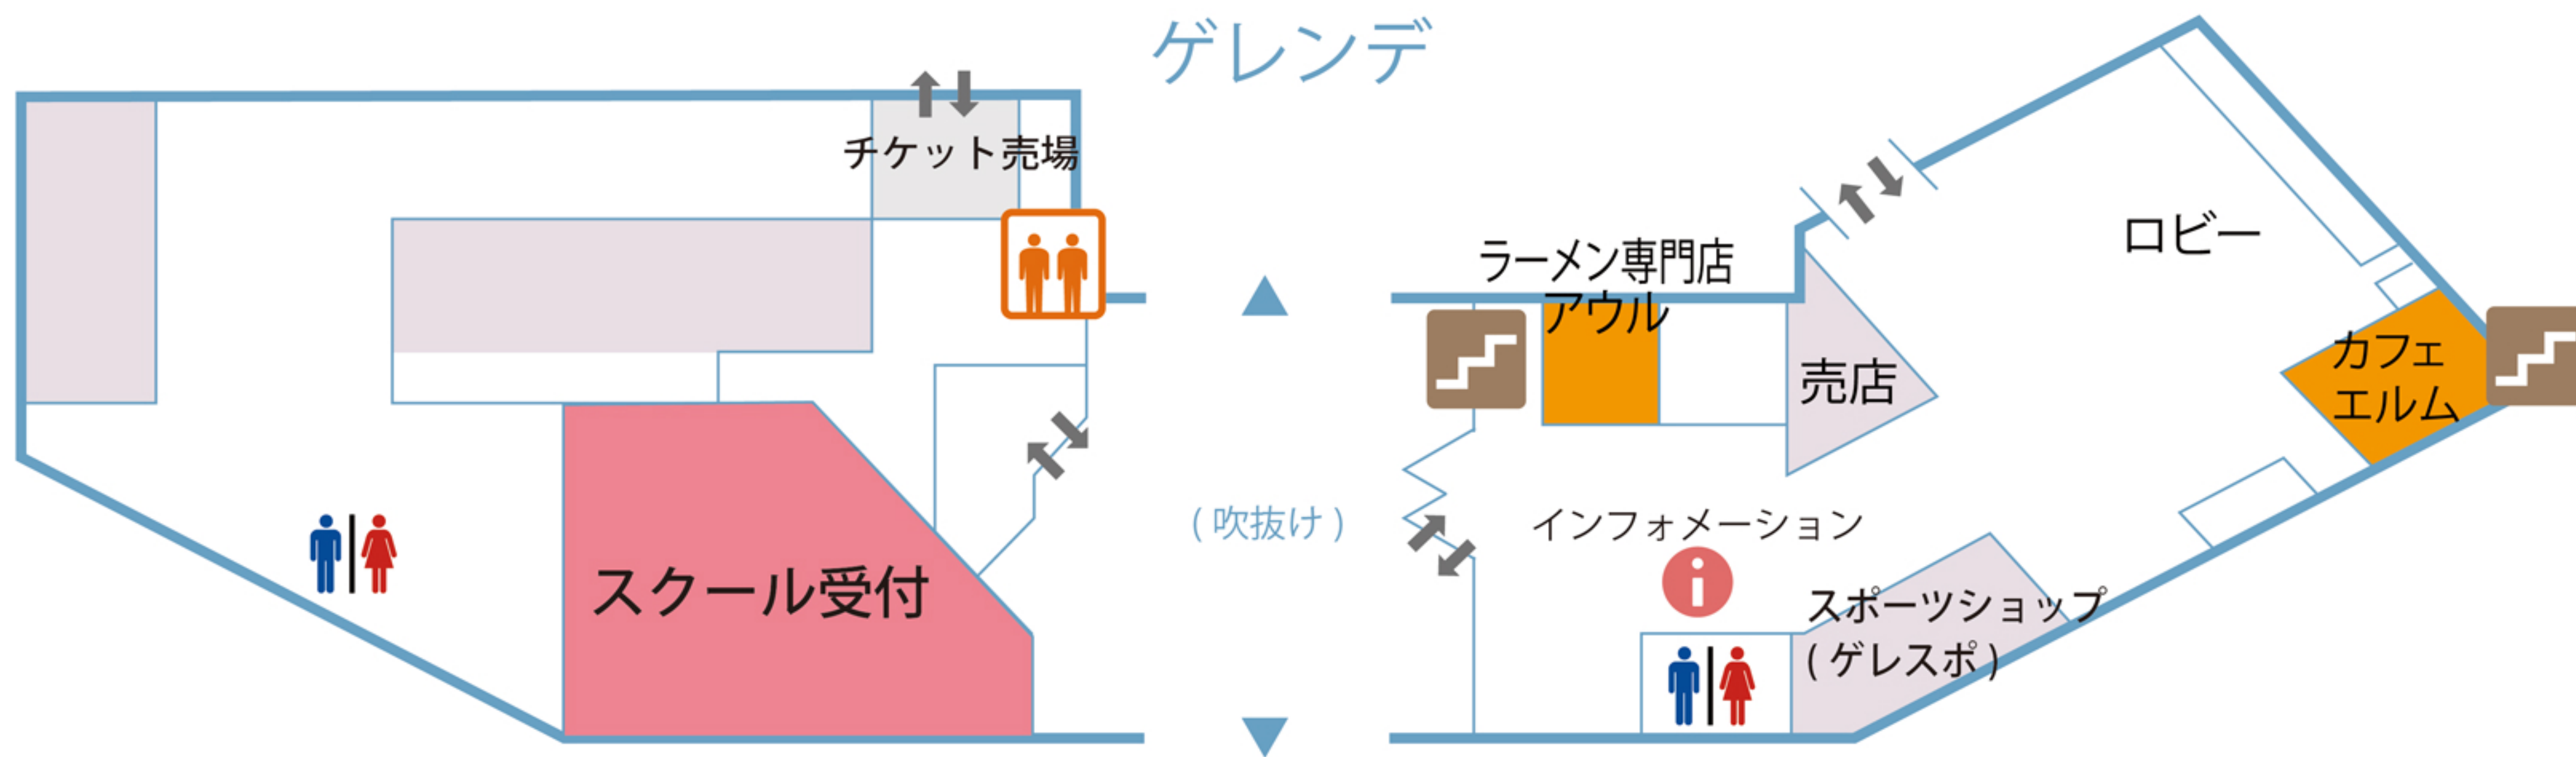 ゲレンデ
チケット売場
ラーメン専門店
アウル
ロビー
売店
カフェ
エルム
(吹抜け)
インフォメーション
スクール受付
スポーツショップ
(ゲレスポ)